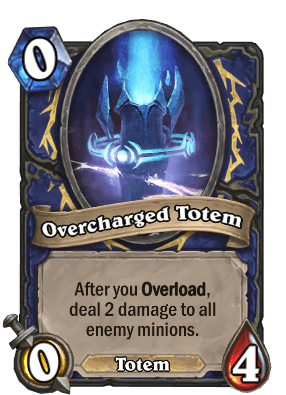 0
Overcharged Totem
After you Overload,
deal 2 damage to all
enemy minions.
0
Totem
4